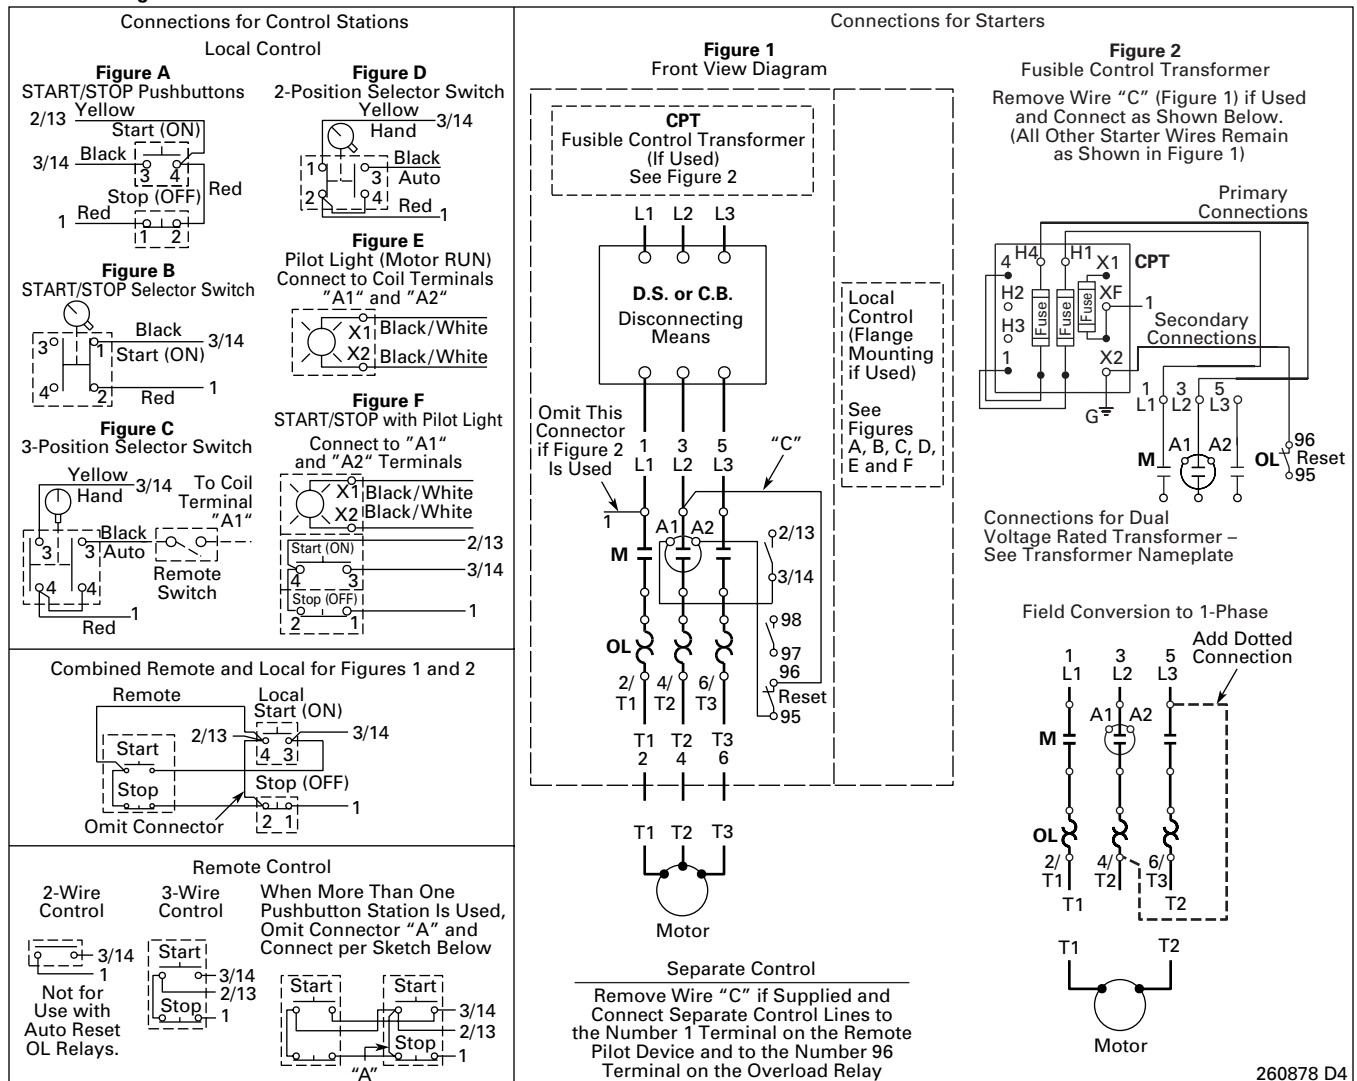 Connections for Control Stations
Local Control
Figure A
START/STOP Pushbuttons
Yellow
2/13
Start (ON)
3/14
Black
3 4
Red
Stop (OFF)
1
Red
1 2
Figure B
START/STOP Selector Switch
Black
3/14
3
1
Start (ON)
4
2
1
Red
Figure C
3-Position Selector Switch
Yellow
3/14
Hand
To Coil
Terminal
"A1"
Black
3
3
Auto
4
4
Remote
Switch
1
Red
Figure D
2-Position Selector Switch
Yellow
3/14
Hand
Black
1
3
Auto
2
4
Red
1
Figure E
Pilot Light (Motor RUN)
Connect to Coil Terminals
"A1" and "A2"
X1
Black/White
X2
Black/White
Figure F
START/STOP with Pilot Light
Connect to "A1"
and "A2" Terminals
X1
Black/White
X2
Black/White
2/13
Start (ON)
3/14
4 3
Stop (OFF)
1
2 1
Combined Remote and Local for Figures 1 and 2
Remote
Local
Start (ON)
2/13
3/14
4 3
Start
Stop (OFF)
Stop
1
2 1
Omit Connector
Remote Control
2-Wire
Control
3/14
1
Not for
Use with
Auto Reset
OL Relays.
3-Wire
Control
Start
3/14
2/13
Stop
1
When More Than One
Pushbutton Station Is Used,
Omit Connector "A" and
Connect per Sketch Below
Start
Start
3/14
2/13
Stop
1
"A"
Connections for Starters
Figure 1
Front View Diagram
CPT
Fusible Control Transformer
(If Used)
See Figure 2
L1 L2 L3
D.S. or C.B.
Disconnecting
Means
Local
Control
(Flange
Mounting
if Used)
See
Figures
A, B, C, D,
E and F
Omit This
Connector
if Figure 2
Is Used
1 3 5
L1 L2 L3
"C"
1
A1 A2
2/13
M
3/14
98
OL
97
96
2/ 4/ 6/
T1 T2 T3
Reset
95
T1 T2 T3
2 4 6
T1 T2 T3
Motor
Separate Control
Remove Wire "C" if Supplied and
Connect Separate Control Lines to
the Number 1 Terminal on the Remote
Pilot Device and to the Number 96
Terminal on the Overload Relay
Figure 2
Fusible Control Transformer
Remove Wire "C" (Figure 1) if Used
and Connect as Shown Below.
(All Other Starter Wires Remain
as Shown in Figure 1)
Primary
Connections
4 H4 H1 X1
CPT
H2
XF
1
Fuse Fuse Fuse
H3
Secondary
Connections
1
X2
G
1 3 5
L1 L2 L3
A1 A2
M
OL
96
Reset
95
Connections for Dual
Voltage Rated Transformer –
See Transformer Nameplate
Field Conversion to 1-Phase
Add Dotted
Connection
1 3 5
L1 L2 L3
A1 A2
M
OL
2/ 4/ 6/
T1 T2 T3
T1 T2
T1 T2
Motor
260878 D4